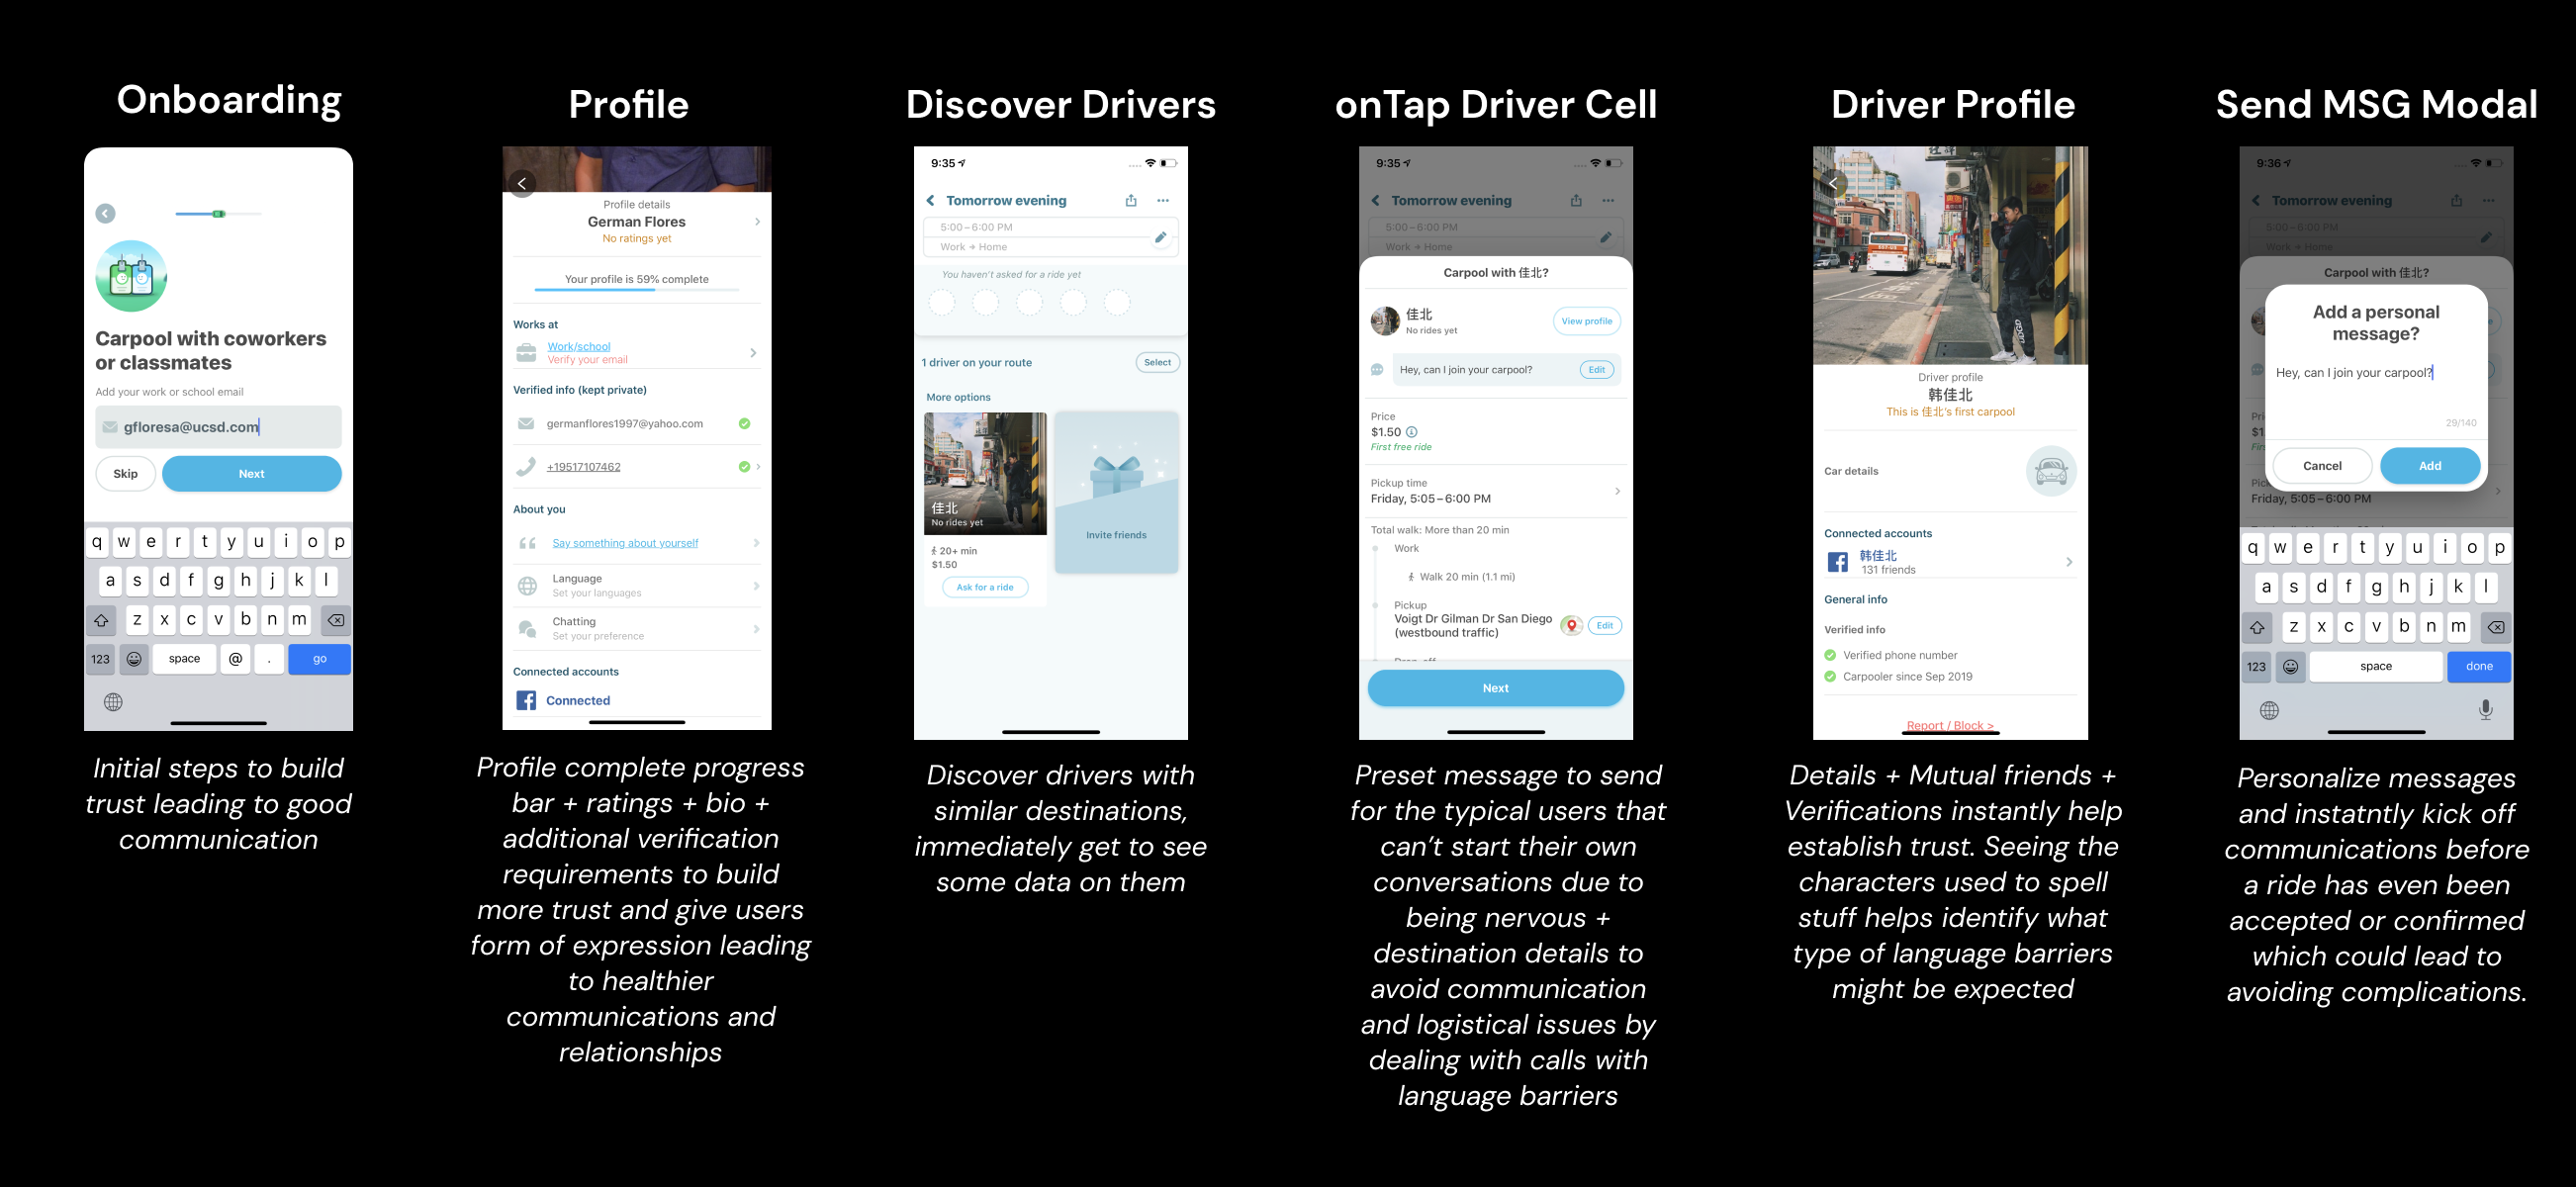 Onboarding
Carpool with coworkers
or classmates
Add your work or school email
gfloresa@ucsd.com
Skip
Next
q w e r t y u i o p
a s d f g h j k l
z x c v b n m
123
space
@
.
go
Initial steps to build
trust leading to good
communication
Profile
Profile details
German Flores
No ratings yet
Your profile is 59% complete
Works at
Work/school
Verify your email
Verified info (kept private)
germanflores1997@yahoo.com
+19517107462
About you
Say something about yourself
Language
Set your languages
Chatting
Set your preference
Connected accounts
Connected
Profile complete progress
bar + ratings + bio +
additional verification
requirements to build
more trust and give users
form of expression leading
to healthier
communications and
relationships
Discover Drivers
9:35
Tomorrow evening
5:00 – 6:00 PM
Work → Home
You haven't asked for a ride yet
1 driver on your route
Select
More options
佳北
No rides yet
20+ min
$1.50
Ask for a ride
Invite friends
Discover drivers with
similar destinations,
immediately get to see
some data on them
onTap Driver Cell
9:35
Tomorrow evening
5:00 – 6:00 PM
Work → Home
Carpool with 佳北?
佳北
No rides yet
View profile
Hey, can I join your carpool?
Edit
Price
$1.50
First free ride
Pickup time
Friday, 5:05 – 6:00 PM
Total walk: More than 20 min
Work
Walk 20 min (1.1 mi)
Pickup
Voigt Dr Gilman Dr San Diego
(westbound traffic)
Edit
Next
Preset message to send
for the typical users that
can't start their own
conversations due to
being nervous +
destination details to
avoid communication
and logistical issues by
dealing with calls with
language barriers
Driver Profile
Driver profile
韩佳北
This is 佳北's first carpool
Car details
Connected accounts
韩佳北
131 friends
General info
Verified info
Verified phone number
Carpooler since Sep 2019
Report / Block >
Details + Mutual friends +
Verifications instantly help
establish trust. Seeing the
characters used to spell
stuff helps identify what
type of language barriers
might be expected
Send MSG Modal
9:36
Tomorrow evening
5:00 – 6:00 PM
Work → Home
Carpool with 佳北?
Add a personal
message?
Hey, can I join your carpool?
29/140
Cancel
Add
Friday, 5:05 – 6:00 PM
q w e r t y u i o p
a s d f g h j k l
z x c v b n m
123
space
done
Personalize messages
and instatntly kick off
communications before
a ride has even been
accepted or confirmed
which could lead to
avoiding complications.